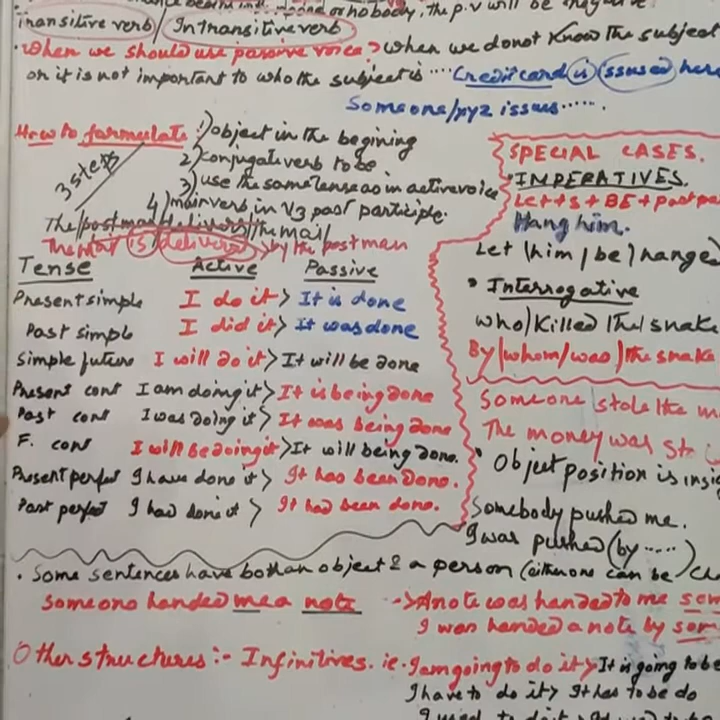 or nobody, the p.v will be
Transitive verb / Intransitive verb
• When we should use passive voice > When we donot know the subject
or it is not important to who the subject is .... Credit card is issused here
Someone/xyz issues......
How to formulate :- 1) object in the begining
2) Conjugate verb to be.
3) use the same tense as in active voice
4) main verb in V3 past participle.
3 steps
The/postman/delivers/the mail/
is delivered by the postman
Tense Active Passive
Present simple I do it > It is done
Past simple I did it > It was done
Simple future I will do it > It will be done
Present cont I am doing it > It is being done
Past cont I was doing it > It was being done
F. cont I will be doing it > It will being done.
Present perfect I have done it > It has been done.
Past perfect I had done it > It had been done.
SPECIAL CASES.
• IMPERATIVES.
Hang him.
Let | him | be | hanged
• Interrogative
Who | Killed | the | snake
By | whom | was | the snake
Someone | stole the
The money was
• Object position is
Somebody pushed me.
I was pushed (by .....)
• Some sentences have both an object & a person (either one can be
Someone handed me a note -> A note was handed to me
I was handed a note by
Other structures :- Infinitives. ie. I am going to do it > It is going to be
I have to do it > It has to be do